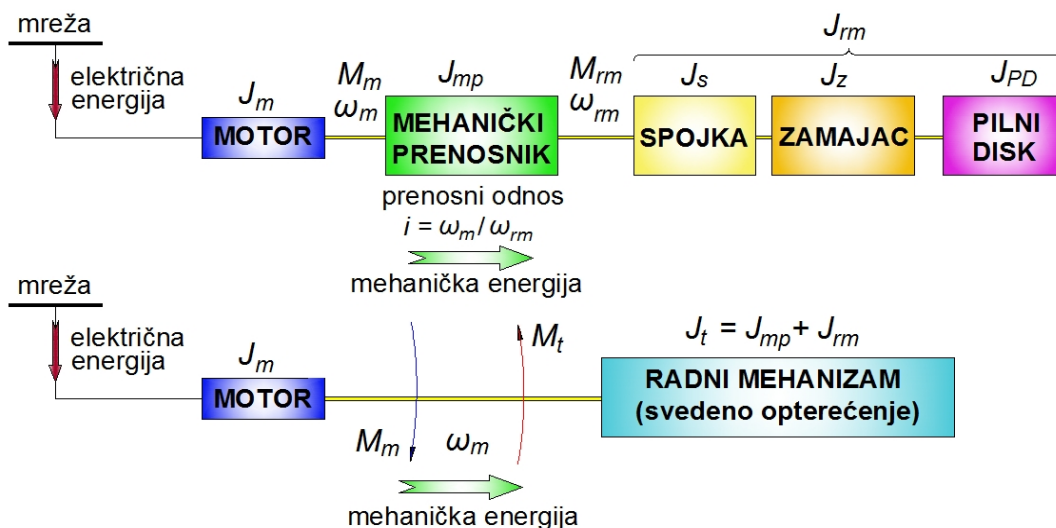 mreža
električna
energija
J_m
MOTOR
M_m
ω_m
J_mp
MEHANIČKI
PRENOSNIK
prenosni odnos
i = ω_m/ω_rm
mehanička energija
M_rm
ω_rm
J_rm
J_s
SPOJKA
J_z
ZAMAJAC
J_PD
PILNI
DISK
mreža
električna
energija
J_m
MOTOR
M_m
ω_m
M_t
mehanička energija
J_t = J_mp + J_rm
RADNI MEHANIZAM
(svedeno opterećenje)